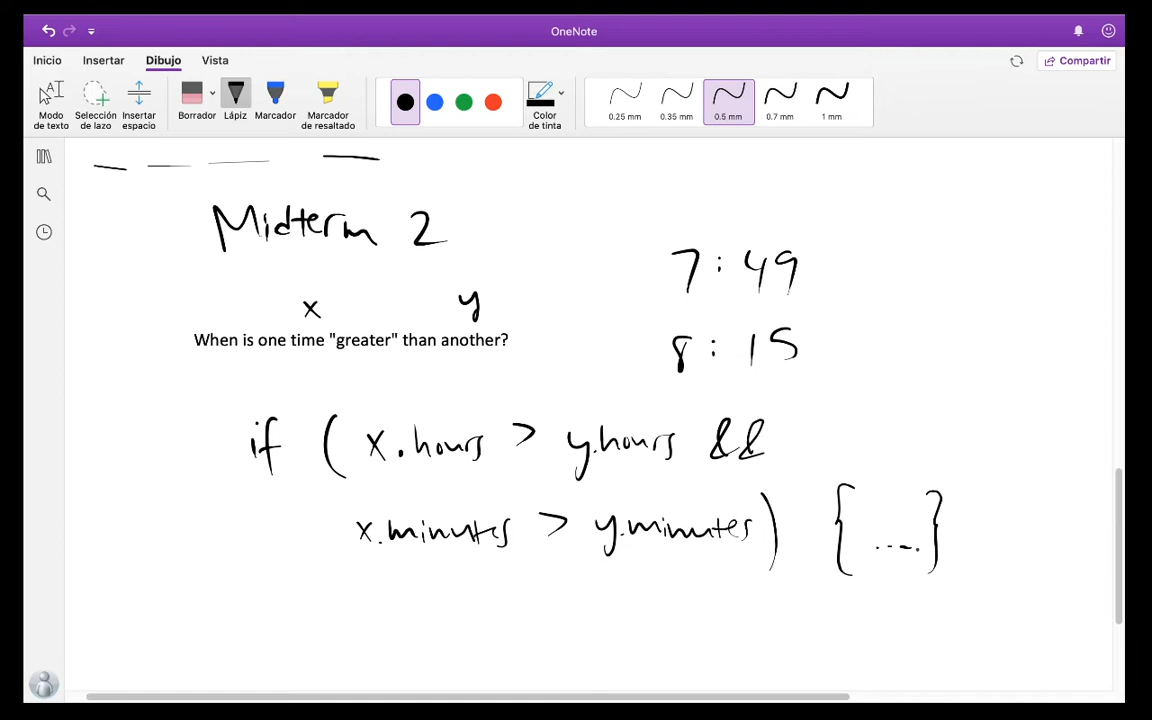 OneNote
Inicio Insertar Dibujo Vista
Compartir
Modo de texto
Selección de lazo
Insertar espacio
Borrador
Lápiz
Marcador
Marcador de resaltado
Color de tinta
0.25 mm
0.35 mm
0.5 mm
0.7 mm
1 mm
Midterm 2
7:49
x y
When is one time "greater" than another?
8:15
if ( x.hours > y.hours &&
x.minutes > y.minutes) { ....}